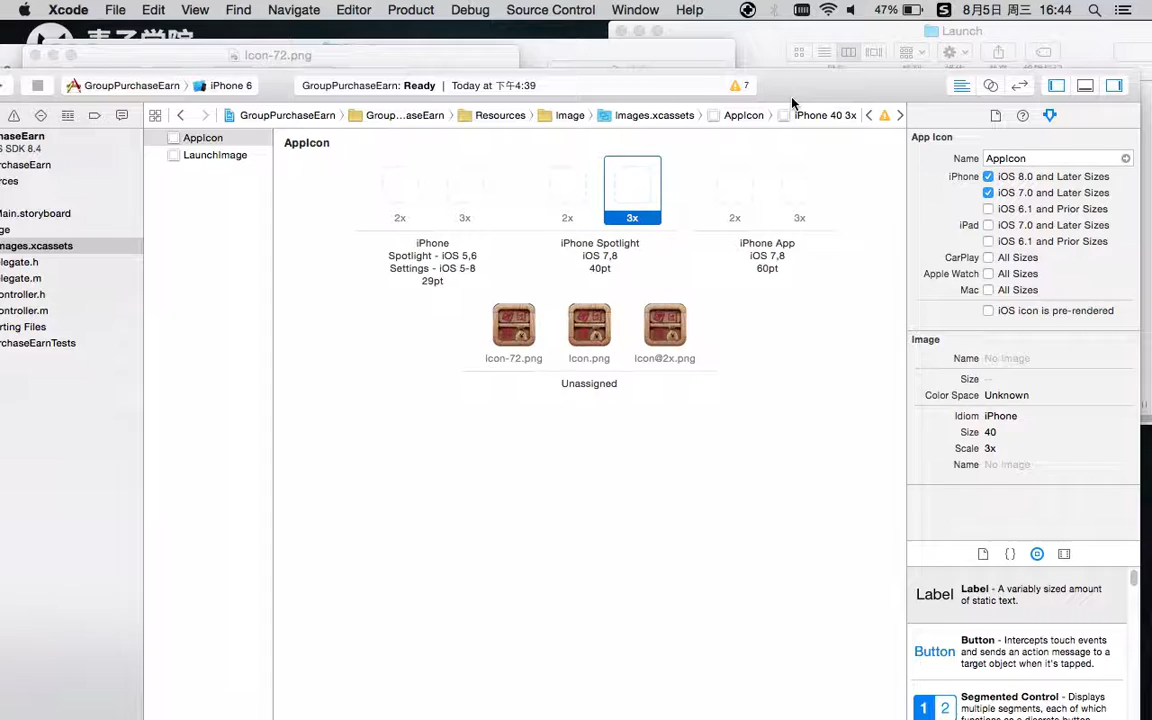 Xcode File Edit View Find Navigate Editor Product Debug Source Control Window Help 47% 8月5日 周三 16:44
麦子学院
Icon-72.png
Launch
GroupPurchaseEarn iPhone 6
GroupPurchaseEarn: Ready | Today at 下午4:39
7
GroupPurchaseEarn Group...aseEarn Resources Image Images.xcassets AppIcon iPhone 40 3x
chaseEarn
S SDK 8.4
rchaseEarn
rces
Main.storyboard
ge
mages.xcassets
elegate.h
elegate.m
ontroller.h
ontroller.m
rting Files
rchaseEarnTests
AppIcon
LaunchImage
AppIcon
2x 3x
iPhone
Spotlight - iOS 5,6
Settings - iOS 5-8
29pt
2x 3x
iPhone Spotlight
iOS 7,8
40pt
2x 3x
iPhone App
iOS 7,8
60pt
icon-72.png Icon.png Icon@2x.png
Unassigned
App Icon
Name AppIcon
iPhone iOS 8.0 and Later Sizes
iOS 7.0 and Later Sizes
iOS 6.1 and Prior Sizes
iPad iOS 7.0 and Later Sizes
iOS 6.1 and Prior Sizes
CarPlay All Sizes
Apple Watch All Sizes
Mac All Sizes
iOS icon is pre-rendered
Image
Name No Image
Size --
Color Space Unknown
Idiom iPhone
Size 40
Scale 3x
Name No Image
Label Label - A variably sized amount
of static text.
Button Button - Intercepts touch events
and sends an action message to a
target object when it's tapped.
1 2 Segmented Control - Displays
multiple segments, each of which